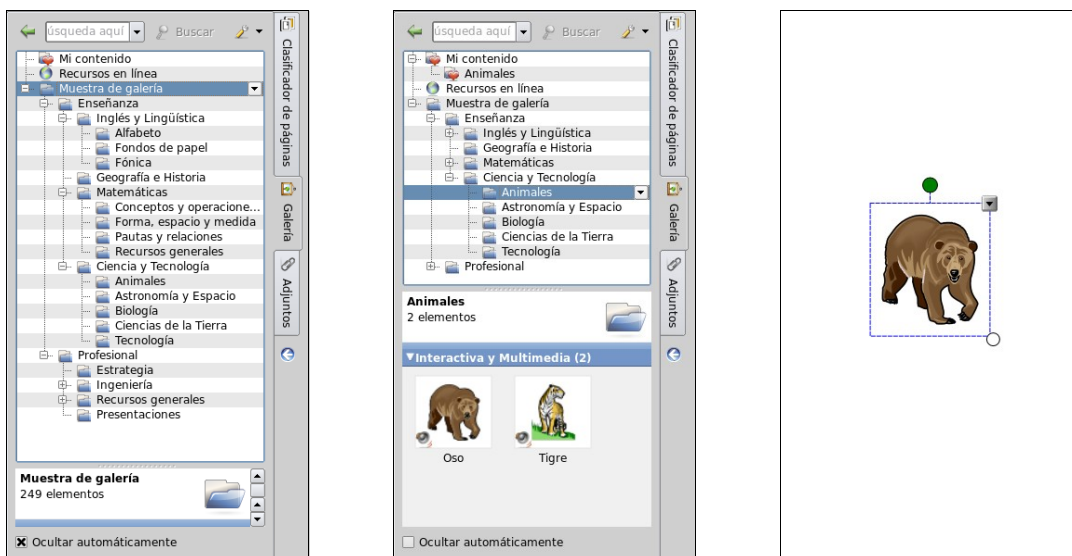 úsqueda aquí
Buscar
Mi contenido
Recursos en línea
Muestra de galería
Enseñanza
Inglés y Lingüística
Alfabeto
Fondos de papel
Fónica
Geografía e Historia
Matemáticas
Conceptos y operacione...
Forma, espacio y medida
Pautas y relaciones
Recursos generales
Ciencia y Tecnología
Animales
Astronomía y Espacio
Biología
Ciencias de la Tierra
Tecnología
Profesional
Estrategia
Ingeniería
Recursos generales
Presentaciones
Muestra de galería
249 elementos
Ocultar automáticamente
Clasificador de páginas
Galería
Adjuntos
úsqueda aquí
Buscar
Mi contenido
Animales
Recursos en línea
Muestra de galería
Enseñanza
Inglés y Lingüística
Geografía e Historia
Matemáticas
Ciencia y Tecnología
Animales
Astronomía y Espacio
Biología
Ciencias de la Tierra
Tecnología
Profesional
Animales
2 elementos
Interactiva y Multimedia (2)
Oso
Tigre
Ocultar automáticamente
Clasificador de páginas
Galería
Adjuntos